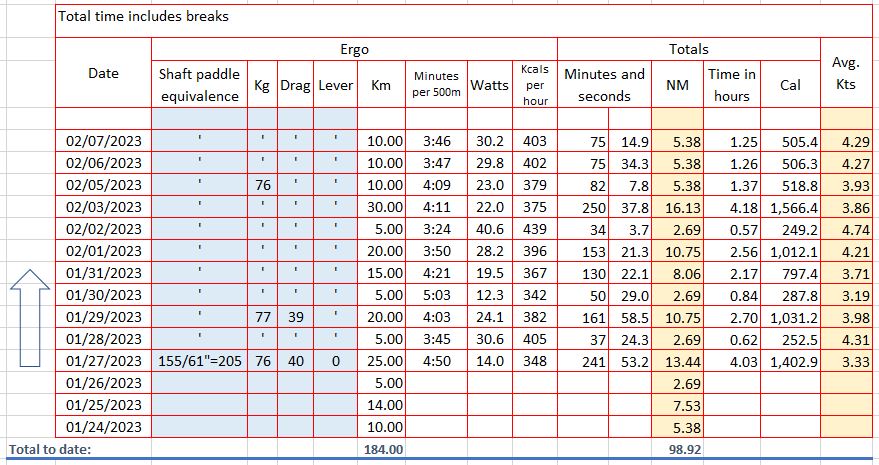 Total time includes breaks
Ergo Totals
Date Shaft paddle equivalence Kg Drag Lever Km Minutes per 500m Watts Kcals per hour Minutes and seconds NM Time in hours Cal Avg. Kts
02/07/2023 ' ' ' ' 10.00 3:46 30.2 403 75 14.9 5.38 1.25 505.4 4.29
02/06/2023 ' ' ' ' 10.00 3:47 29.8 402 75 34.3 5.38 1.26 506.3 4.27
02/05/2023 ' 76 ' ' 10.00 4:09 23.0 379 82 7.8 5.38 1.37 518.8 3.93
02/03/2023 ' ' ' ' 30.00 4:11 22.0 375 250 37.8 16.13 4.18 1,566.4 3.86
02/02/2023 ' ' ' ' 5.00 3:24 40.6 439 34 3.7 2.69 0.57 249.2 4.74
02/01/2023 ' ' ' ' 20.00 3:50 28.2 396 153 21.3 10.75 2.56 1,012.1 4.21
01/31/2023 ' ' ' ' 15.00 4:21 19.5 367 130 22.1 8.06 2.17 797.4 3.71
01/30/2023 ' ' ' ' 5.00 5:03 12.3 342 50 29.0 2.69 0.84 287.8 3.19
01/29/2023 ' 77 39 ' 20.00 4:03 24.1 382 161 58.5 10.75 2.70 1,031.2 3.98
01/28/2023 ' ' ' ' 5.00 3:45 30.6 405 37 24.3 2.69 0.62 252.5 4.31
01/27/2023 155/61"=205 76 40 0 25.00 4:50 14.0 348 241 53.2 13.44 4.03 1,402.9 3.33
01/26/2023 5.00 2.69
01/25/2023 14.00 7.53
01/24/2023 10.00 5.38
Total to date: 184.00 98.92